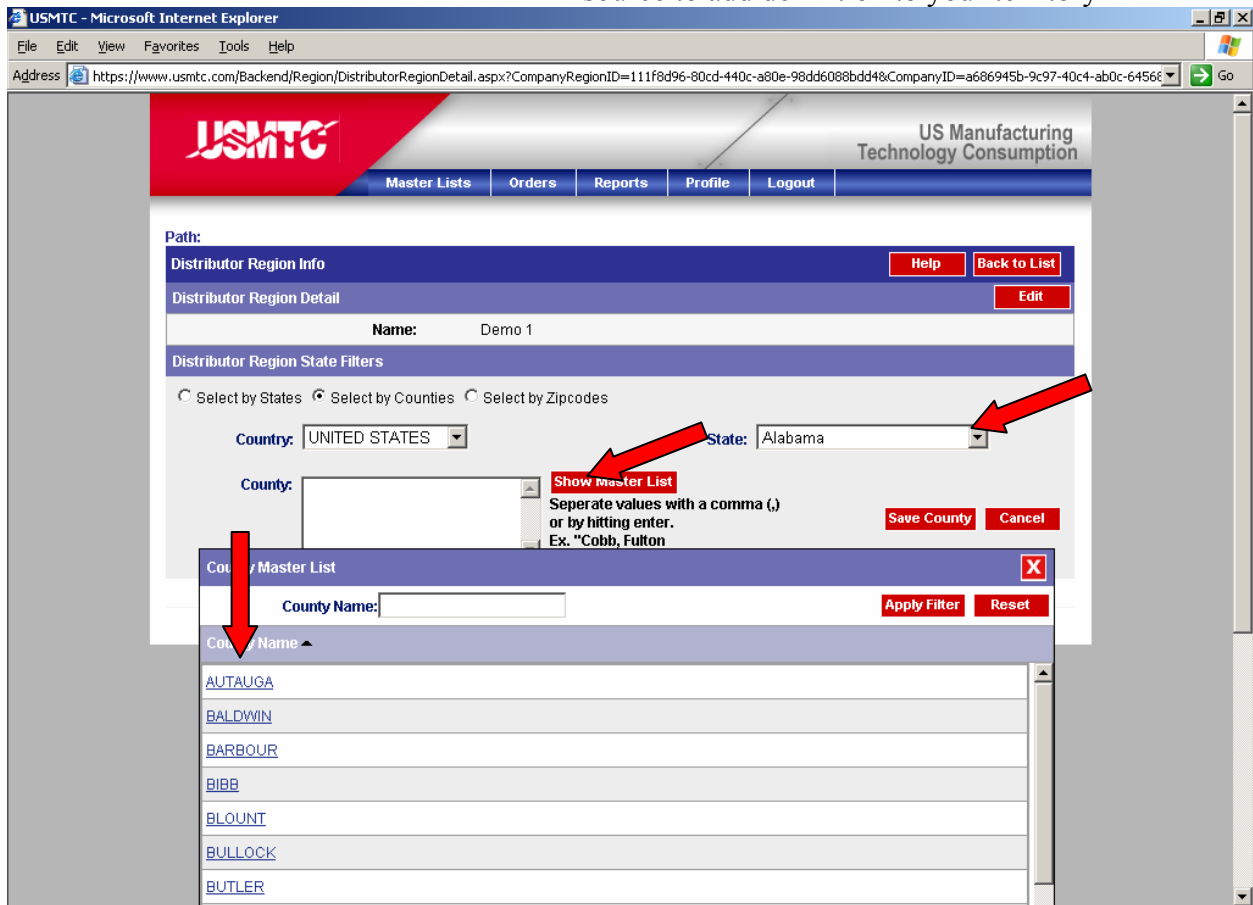 USMTC - Microsoft Internet Explorer
File Edit View Favorites Tools Help
Address https://www.usmtc.com/Backend/Region/DistributorRegionDetail.aspx?CompanyRegionID=111f8d96-80cd-440c-a80e-98dd6088bdd4&CompanyID=a686945b-9c97-40c4-ab0c-64568 Go
USMTC
US Manufacturing
Technology Consumption
Master Lists Orders Reports Profile Logout
Path:
Distributor Region Info Help Back to List
Distributor Region Detail Edit
Name: Demo 1
Distributor Region State Filters
Select by States Select by Counties Select by Zipcodes
Country: UNITED STATES State: Alabama
County: Show Master List
Seperate values with a comma (,)
or by hitting enter.
Ex. "Cobb, Fulton
Save County Cancel
County Master List X
County Name: Apply Filter Reset
County Name
AUTAUGA
BALDWIN
BARBOUR
BIBB
BLOUNT
BULLOCK
BUTLER